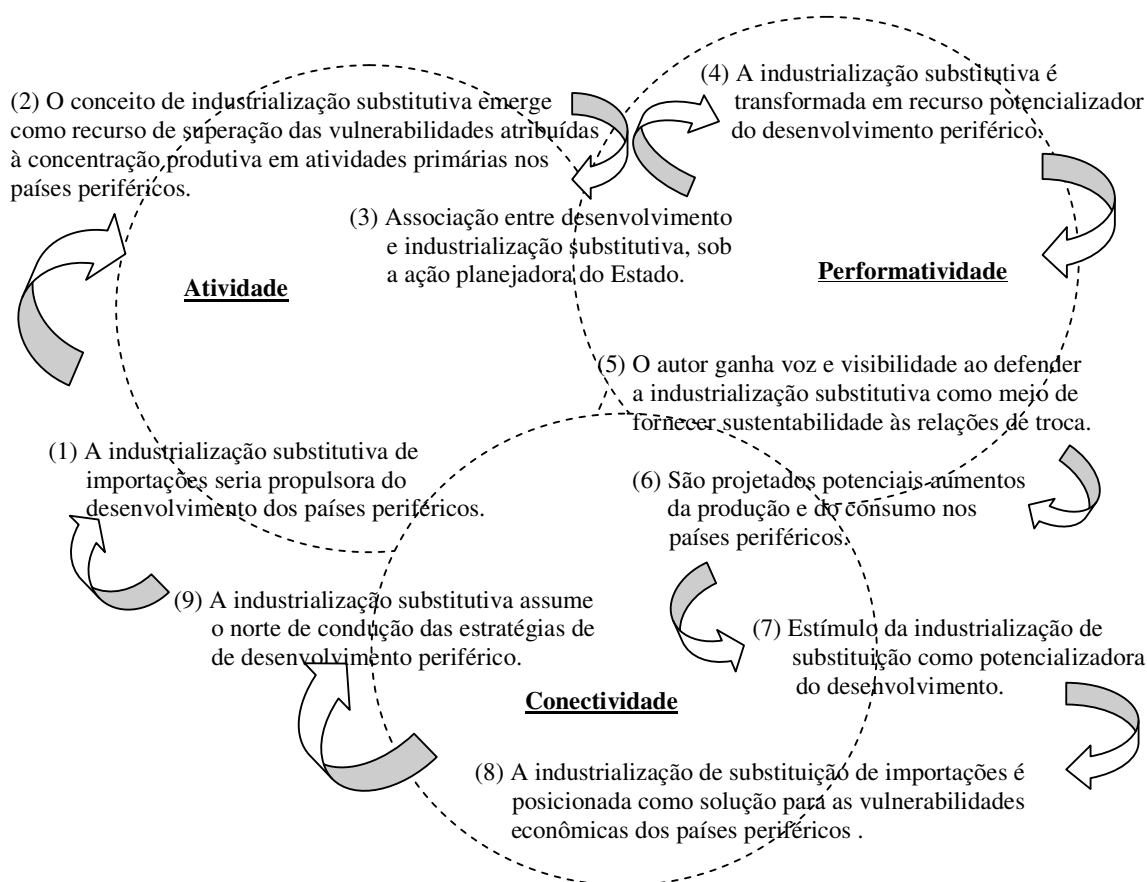 (4) A industrialização substitutiva é
transformada em recurso potencializador
do desenvolvimento periférico.
(2) O conceito de industrialização substitutiva emerge
como recurso de superação das vulnerabilidades atribuídas
à concentração produtiva em atividades primárias nos
países periféricos.
(3) Associação entre desenvolvimento
e industrialização substitutiva, sob
a ação planejadora do Estado.
Atividade
Performatividade
(5) O autor ganha voz e visibilidade ao defender
a industrialização substitutiva como meio de
fornecer sustentabilidade às relações de troca.
(1) A industrialização substitutiva de
importações seria propulsora do
desenvolvimento dos países periféricos.
(6) São projetados potenciais aumentos
da produção e do consumo nos
países periféricos.
(9) A industrialização substitutiva assume
o norte de condução das estratégias de
de desenvolvimento periférico.
(7) Estímulo da industrialização de
substituição como potencializadora
do desenvolvimento.
Conectividade
(8) A industrialização de substituição de importações é
posicionada como solução para as vulnerabilidades
econômicas dos países periféricos .